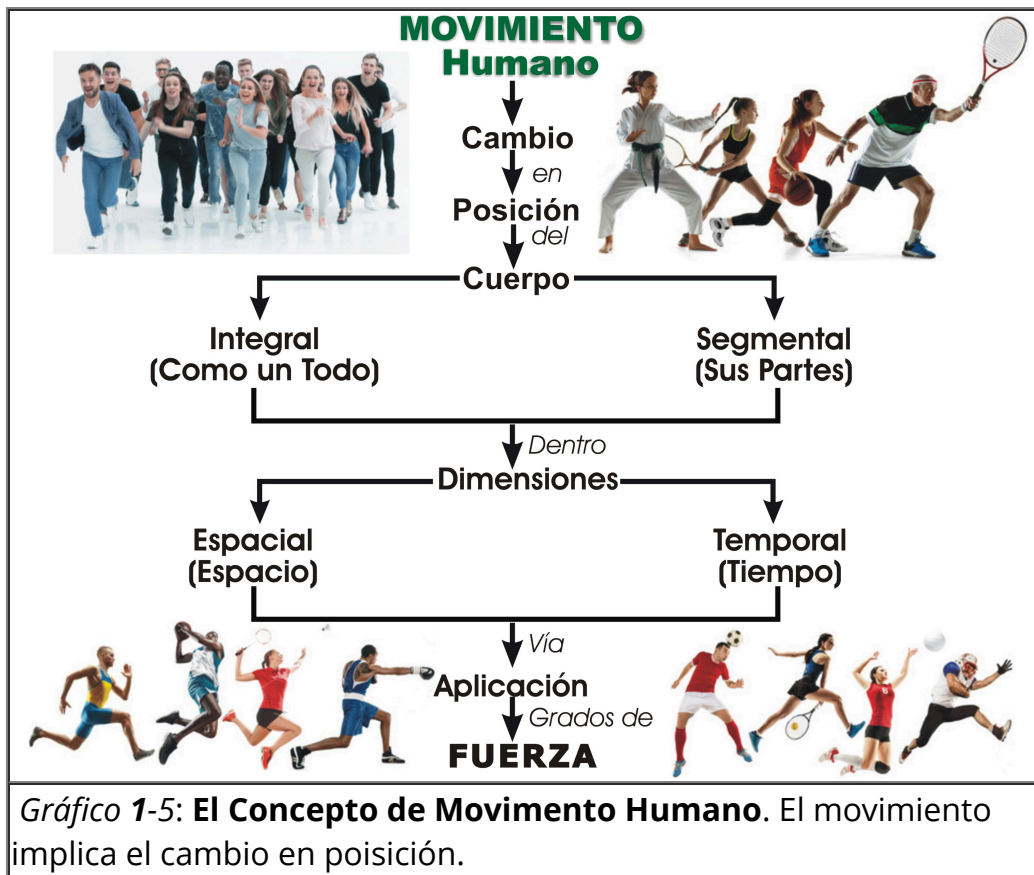 MOVIMIENTO
Humano
Cambio
en
Posición
del
Cuerpo
Integral
(Como un Todo)
Segmental
(Sus Partes)
Dentro
Dimensiones
Espacial
(Espacio)
Temporal
(Tiempo)
Vía
Aplicación
Grados de
FUERZA
Gráfico 1-5: El Concepto de Movimento Humano. El movimiento
implica el cambio en poisición.